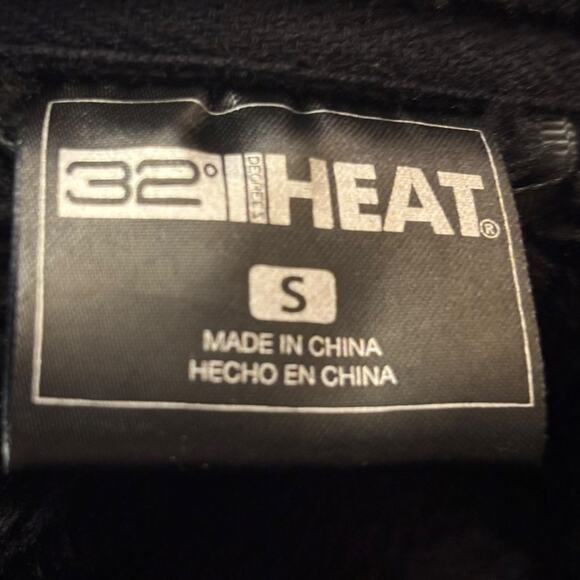 32° DEGREES HEAT®
S
MADE IN CHINA
HECHO EN CHINA